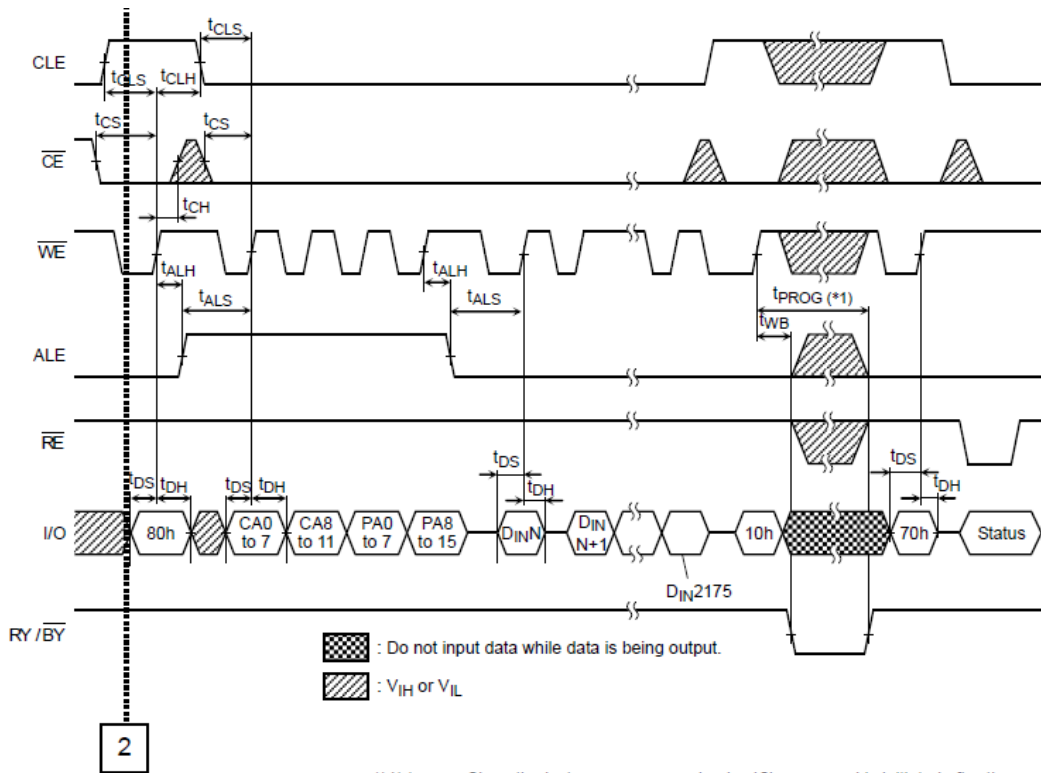 tCLS
CLE
tCLS
tCLH
tCS
tCS
CE
tCH
WE
tALH
tALH
tALS
tALS
tPROG (*1)
tWB
ALE
RE
tDS
tDH
tDS
tDH
tDS
tDH
tDS
tDH
I/O
80h
CA0 to 7
CA8 to 11
PA0 to 7
PA8 to 15
DINN
DIN N+1
10h
70h
Status
DIN2175
RY / BY
: Do not input data while data is being output.
: VIH or VIL
2